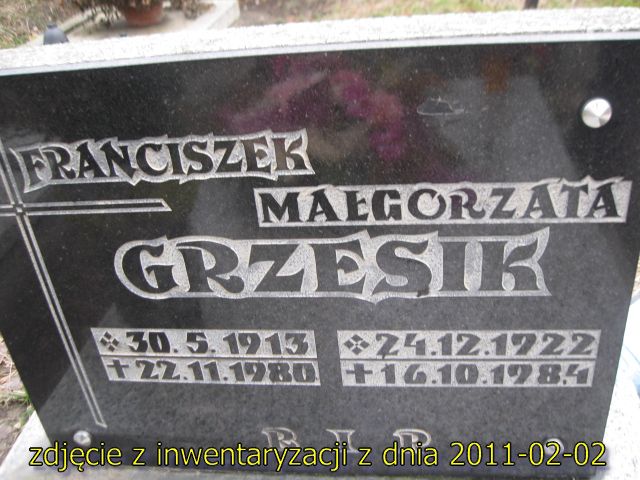 FRANCISZEK
MAŁGORZATA
GRZESIK
30.5.1913
22.11.1980
24.12.1922
16.10.1984
R I P
zdjęcie z inwentaryzacji z dnia 2011-02-02